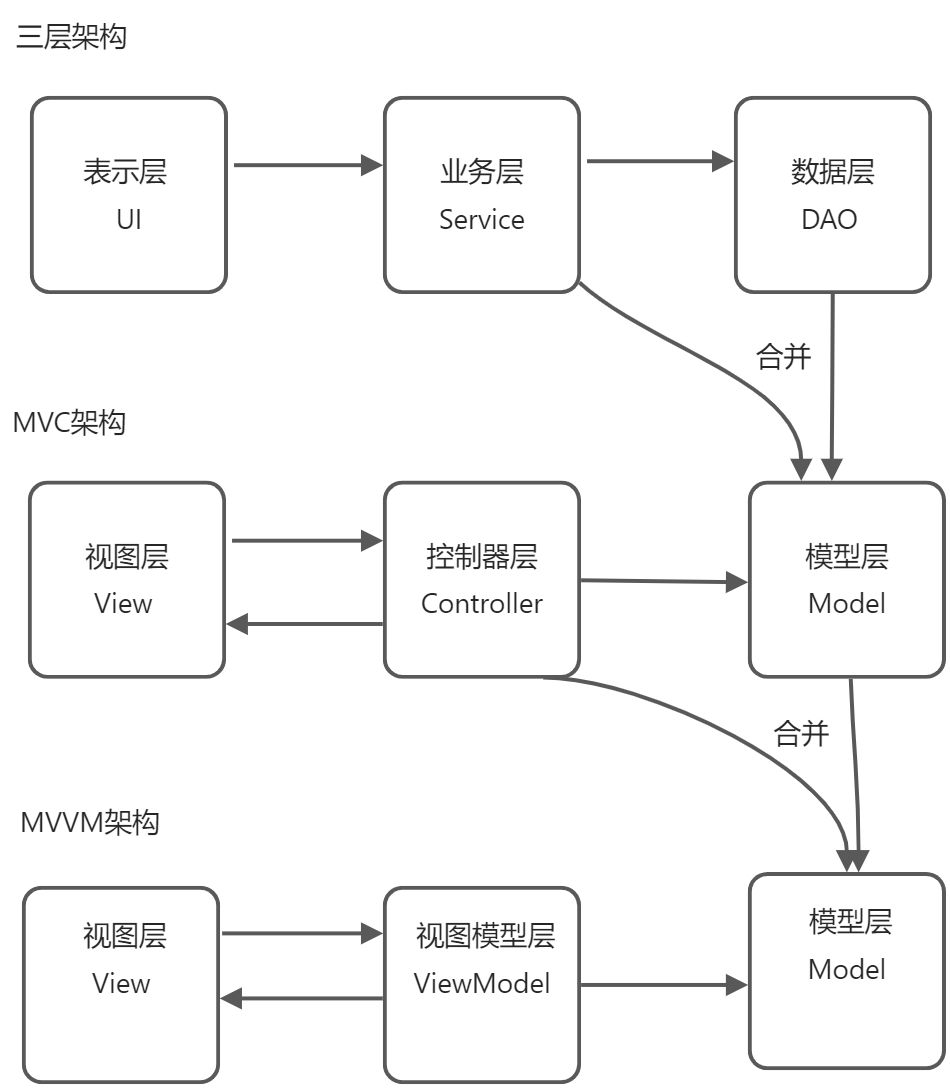 三层架构
表示层
UI
业务层
Service
数据层
DAO
合并
MVC架构
视图层
View
控制器层
Controller
模型层
Model
合并
MVVM架构
视图层
View
视图模型层
ViewModel
模型层
Model